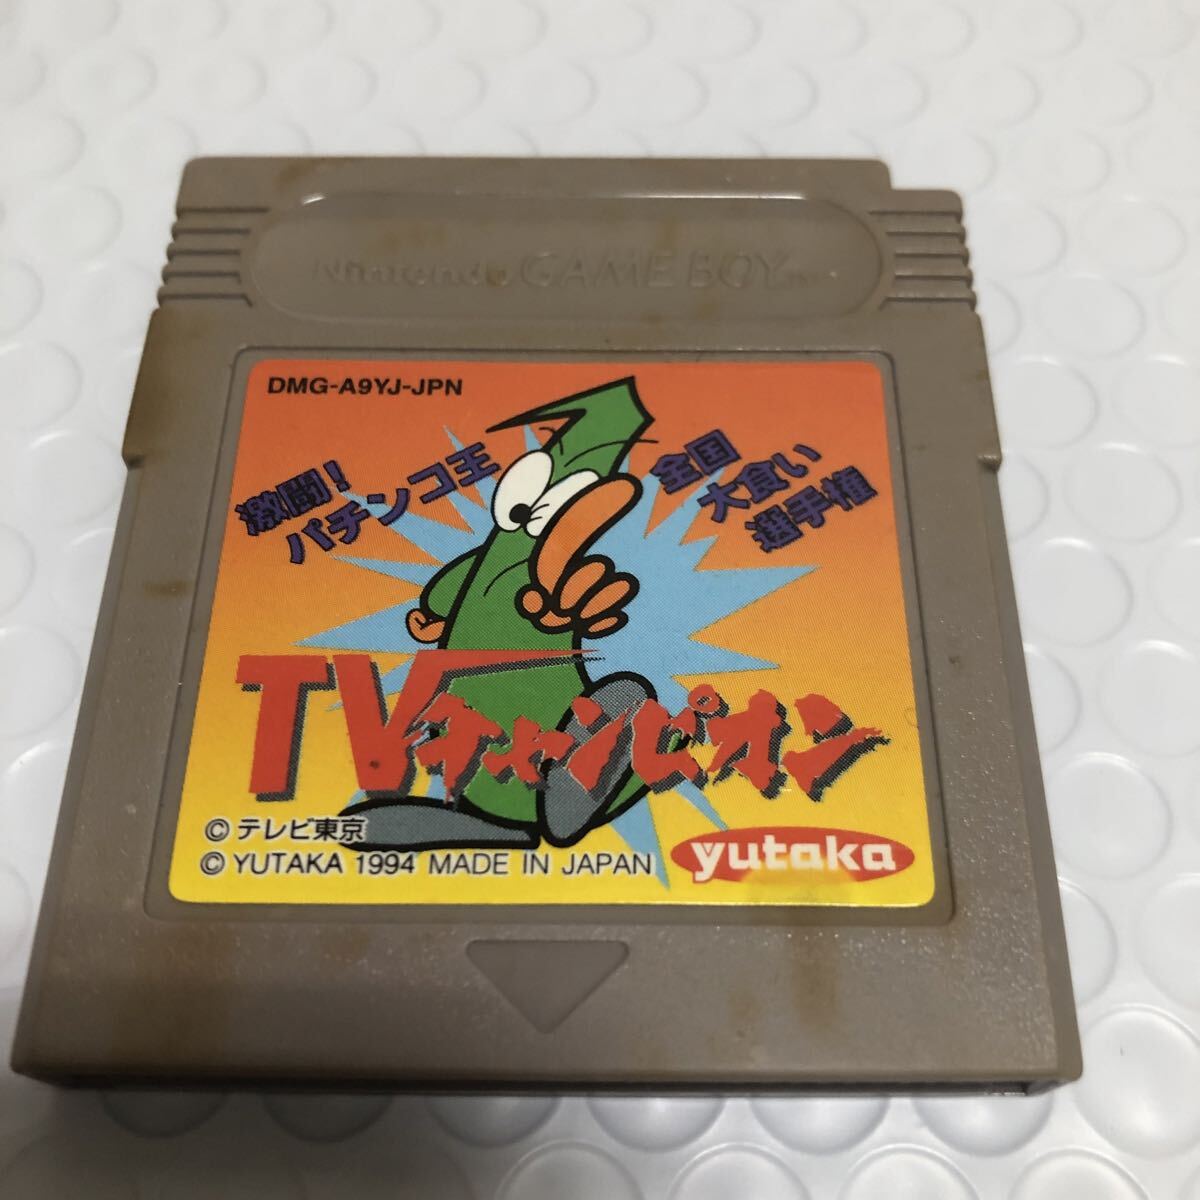 Nintendo GAME BOY
DMG-A9YJ-JPN
激闘!
パチンコ王
全国
大食い
選手権
TVチャンピオン
© テレビ東京
© YUTAKA 1994 MADE IN JAPAN
yutaka